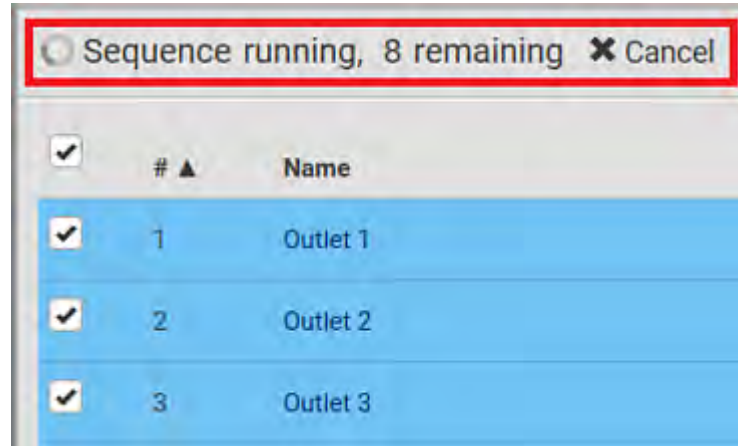 Sequence running, 8 remaining ✖ Cancel
# ▲ Name
1 Outlet 1
2 Outlet 2
3 Outlet 3